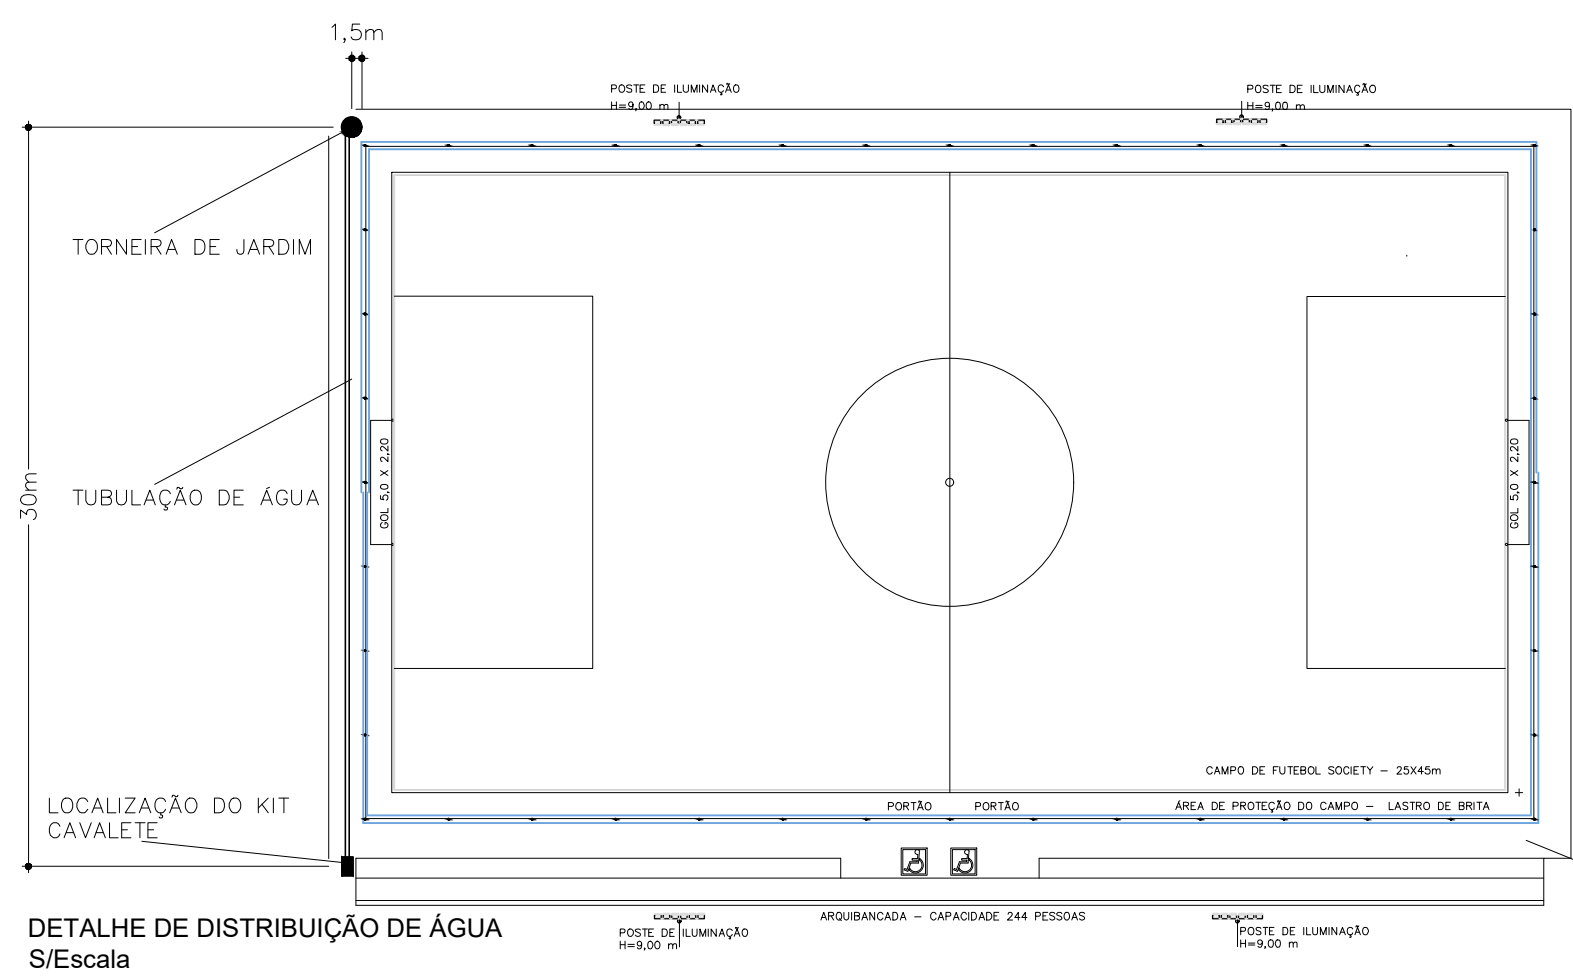 1,5m
POSTE DE ILUMINAÇÃO
H=9,00 m
POSTE DE ILUMINAÇÃO
H=9,00 m
TORNEIRA DE JARDIM
30m
TUBULAÇÃO DE ÁGUA
GOL 5,0 X 2,20
GOL 5,0 X 2,20
CAMPO DE FUTEBOL SOCIETY – 25X45m
LOCALIZAÇÃO DO KIT
CAVALETE
PORTÃO
PORTÃO
ÁREA DE PROTEÇÃO DO CAMPO – LASTRO DE BRITA
ARQUIBANCADA – CAPACIDADE 244 PESSOAS
POSTE DE ILUMINAÇÃO
H=9,00 m
POSTE DE ILUMINAÇÃO
H=9,00 m
DETALHE DE DISTRIBUIÇÃO DE ÁGUA
S/Escala